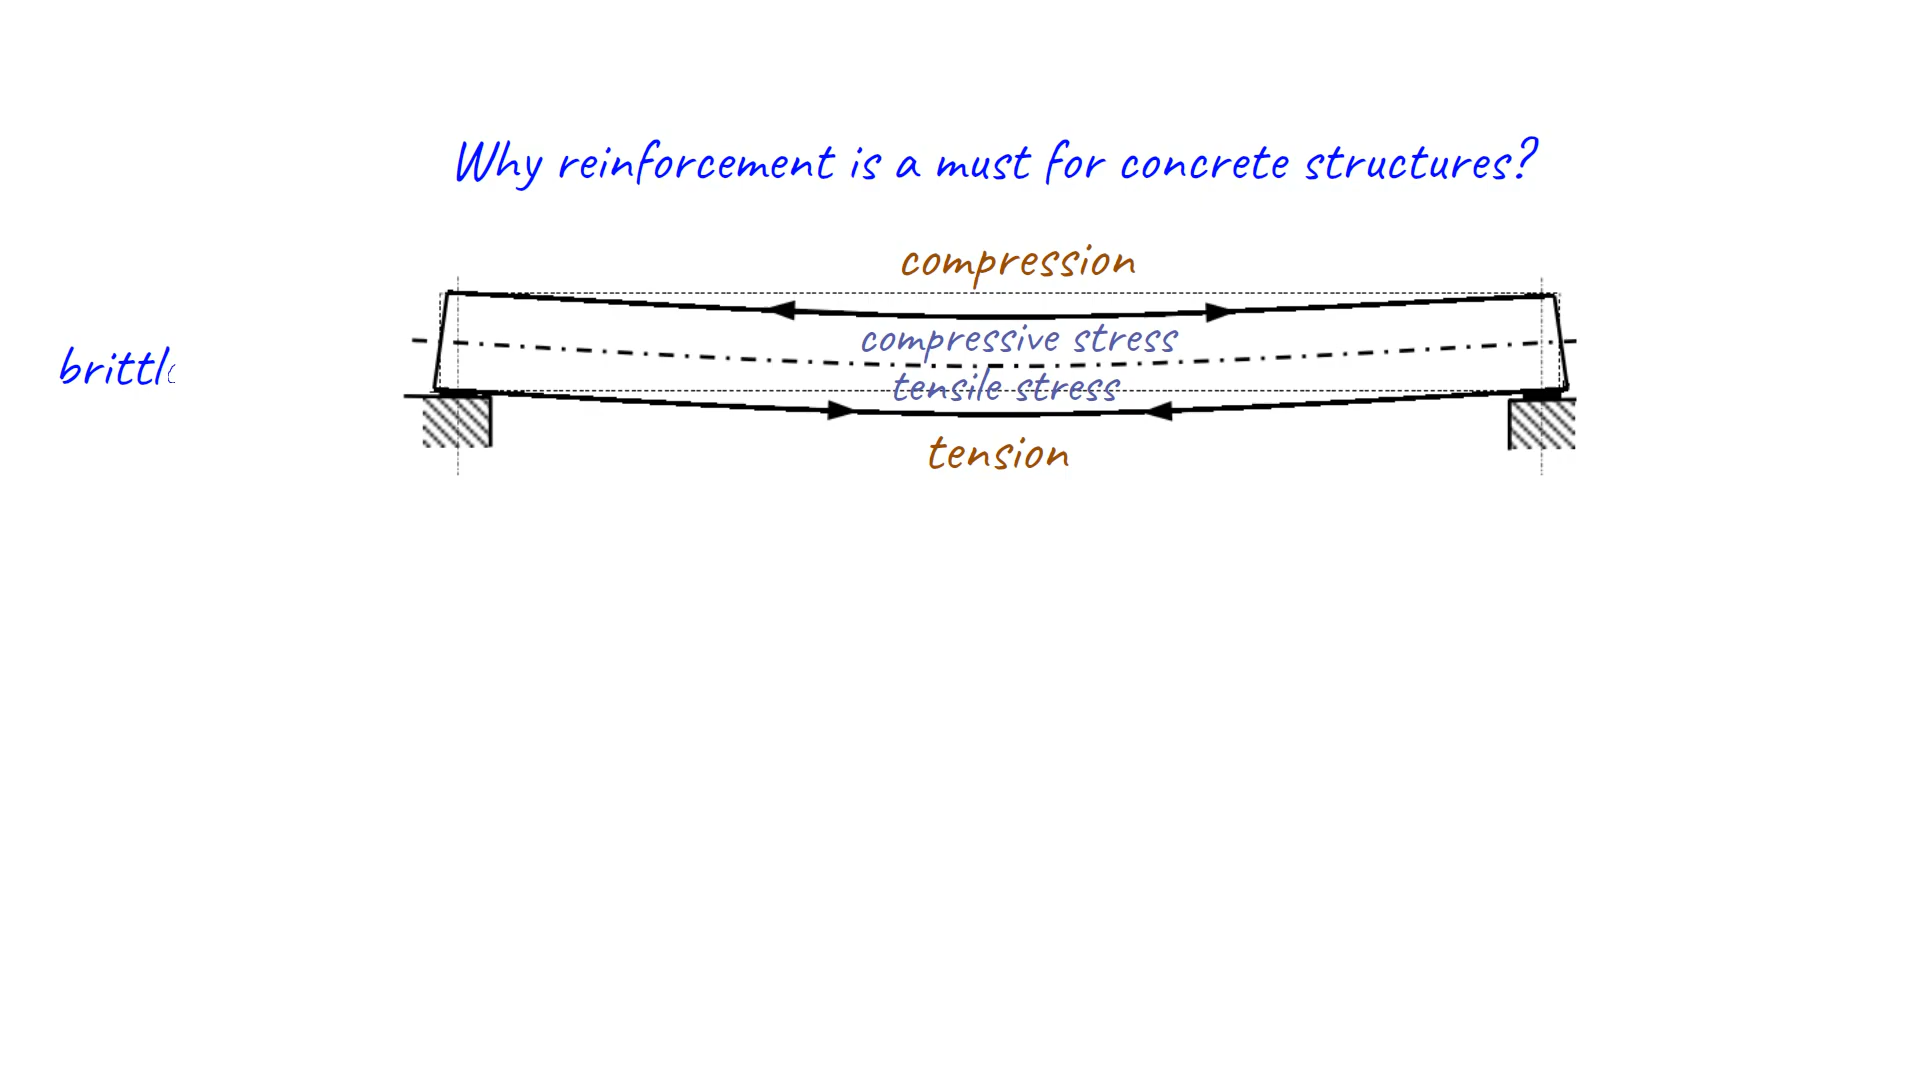 Why reinforcement is a must for concrete structures?
compression
compressive stress
brittl
tensile stress
tension